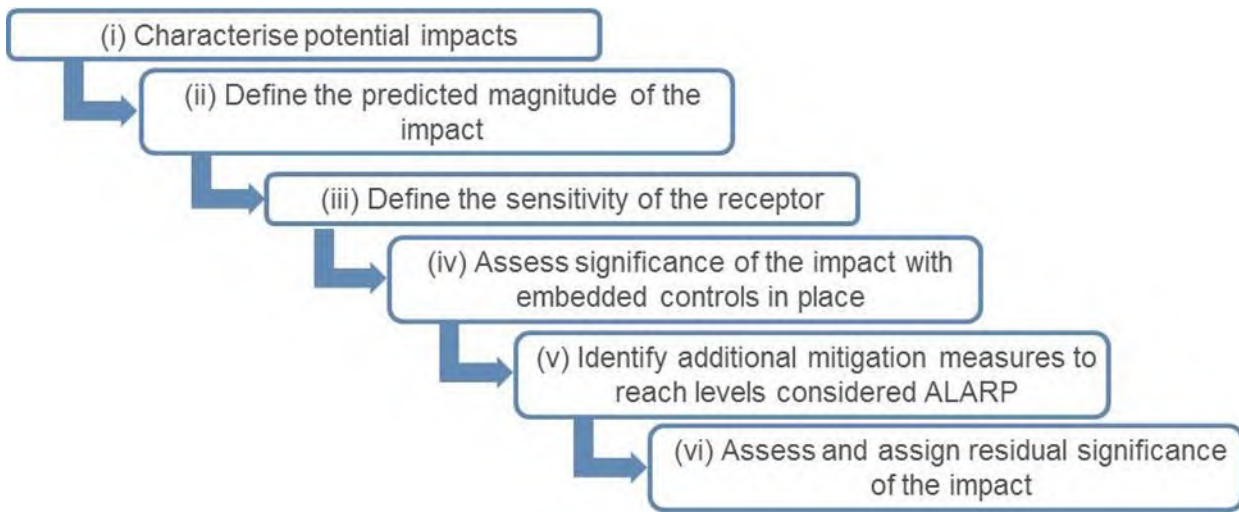 (i) Characterise potential impacts
(ii) Define the predicted magnitude of the
impact
(iii) Define the sensitivity of the receptor
(iv) Assess significance of the impact with
embedded controls in place
(v) Identify additional mitigation measures to
reach levels considered ALARP
(vi) Assess and assign residual significance
of the impact